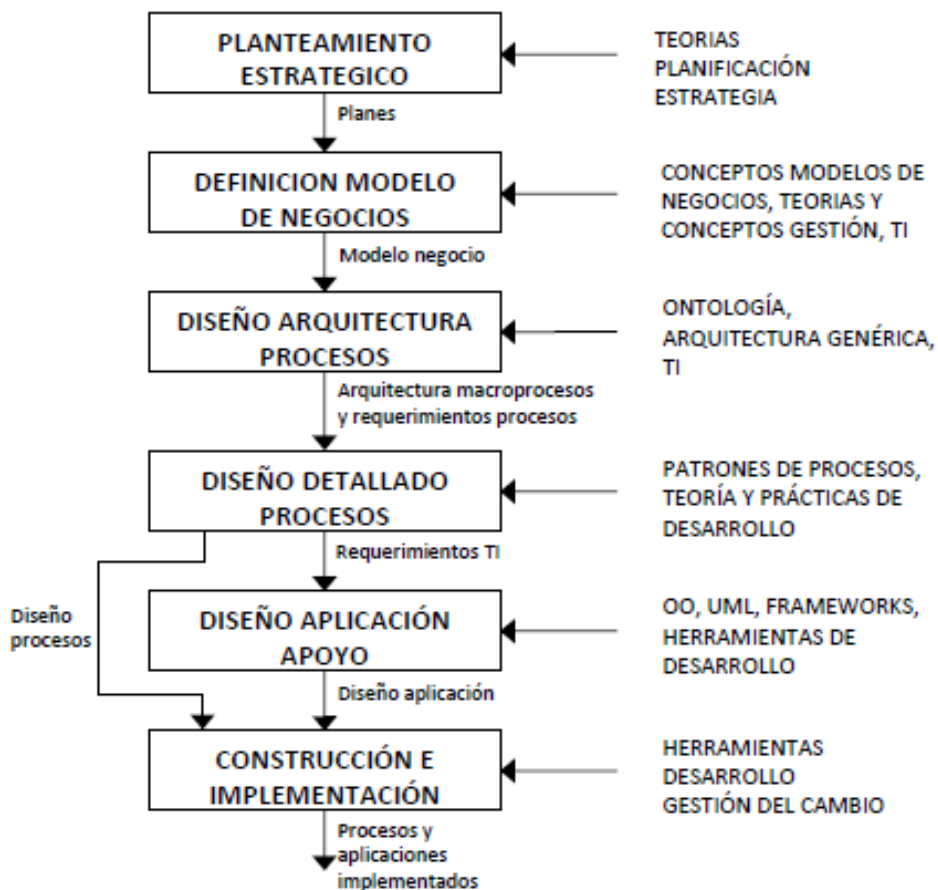 PLANTEAMIENTO
ESTRATEGICO
TEORIAS
PLANIFICACIÓN
ESTRATEGIA
Planes
DEFINICION MODELO
DE NEGOCIOS
CONCEPTOS MODELOS DE
NEGOCIOS, TEORIAS Y
CONCEPTOS GESTIÓN, TI
Modelo negocio
DISEÑO ARQUITECTURA
PROCESOS
ONTOLOGÍA,
ARQUITECTURA GENÉRICA,
TI
Arquitectura macroprocesos
y requerimientos procesos
DISEÑO DETALLADO
PROCESOS
PATRONES DE PROCESOS,
TEORÍA Y PRÁCTICAS DE
DESARROLLO
Requerimientos TI
Diseño
procesos
DISEÑO APLICACIÓN
APOYO
OO, UML, FRAMEWORKS,
HERRAMIENTAS DE
DESARROLLO
Diseño aplicación
CONSTRUCCIÓN E
IMPLEMENTACIÓN
HERRAMIENTAS
DESARROLLO
GESTIÓN DEL CAMBIO
Procesos y
aplicaciones
implementados